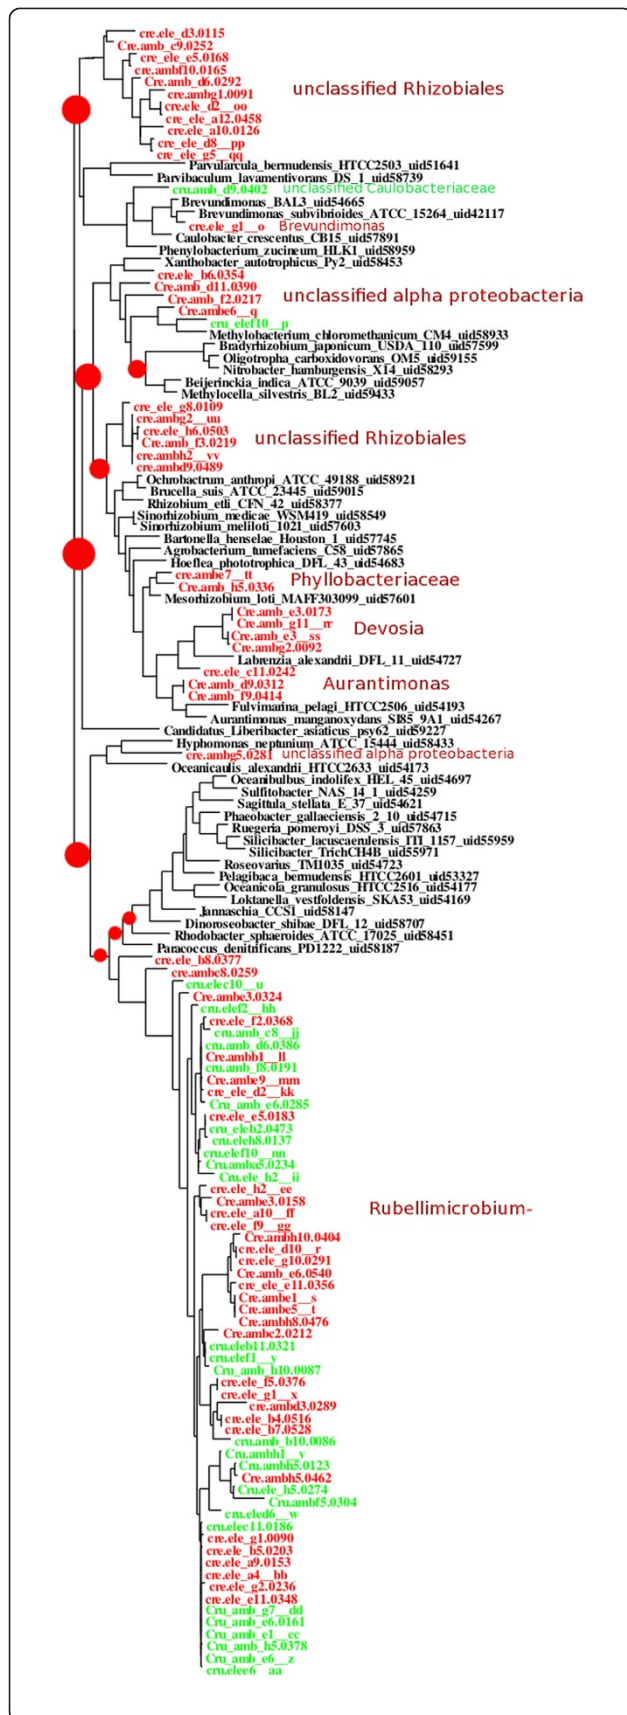 cre.ele_d3.0115
Cre.amb_c9.0252
cre_ele_e5.0168
cre.ambf10.0165
Cre.amb_d6.0292
unclassified Rhizobiales
cre.ambg1.0091
cre.ele_d2__oo
cre.ele_a12.0458
cre.ele_a10.0126
cre_ele_d8__pp
cre_ele_g5__qq
Parvularcula_bermudensis_HTCC2503_uid51641
Parvibaculum_lavamentivorans_DS_1_uid58739
cru.amb_d9.0402 unclassified Caulobacteriaceae
Brevundimonas_BAL3_uid54665
Brevundimonas_subvibrioides_ATCC_15264_uid42117
cre.ele_g1__o Brevundimonas
Caulobacter_crescentus_CB15_uid57891
Phenylobacterium_zucineum_HLK1_uid58959
Xanthobacter_autotrophicus_Py2_uid58453
cre.ele_b6.0354
Cre.amb_d11.0390
Cre.amb_f2.0217 unclassified alpha proteobacteria
Cre.ambe6__q
cru_elef10__p
Methylobacterium_chloromethanicum_CM4_uid58933
Bradyrhizobium_japonicum_USDA_110_uid57599
Oligotropha_carboxidovorans_OM5_uid59155
Nitrobacter_hamburgensis_X14_uid58293
Beijerinckia_indica_ATCC_9039_uid59057
Methylocella_silvestris_BL2_uid59433
cre_ele_g8.0109
cre.ambg2__uu
cre.ele_h6.0503
Cre.amb_f3.0219 unclassified Rhizobiales
cre.ambh2__vv
cre.ambd9.0489
Ochrobactrum_anthropi_ATCC_49188_uid58921
Brucella_suis_ATCC_23445_uid59015
Rhizobium_etli_CFN_42_uid58377
Sinorhizobium_medicae_WSM419_uid58549
Sinorhizobium_meliloti_1021_uid57603
Bartonella_henselae_Houston_1_uid57745
Agrobacterium_tumefaciens_C58_uid57865
Hoeflea_phototrophica_DFL_43_uid54683
cre.ambe7__tt Phyllobacteriaceae
Cre.amb_h5.0336
Mesorhizobium_loti_MAFF303099_uid57601
Cre.amb_e3.0173
Cre.amb_g11__rr Devosia
Cre.amb_e3__ss
Cre.ambg2.0092
Labrenzia_alexandrii_DFL_11_uid54727
cre.ele_c11.0242
Cre.amb_d9.0312 Aurantimonas
Cre.amb_f9.0414
Fulvimarina_pelagi_HTCC2506_uid54193
Aurantimonas_manganoxydans_SI85_9A1_uid54267
Candidatus_Liberibacter_asiaticus_psy62_uid59227
Hyphomonas_neptunium_ATCC_15444_uid58433
cre.ambg5.0281 unclassified alpha proteobacteria
Oceanicaulis_alexandrii_HTCC2633_uid54173
Oceanibulbus_indolifex_HEL_45_uid54697
Sulfitobacter_NAS_14_1_uid54259
Sagittula_stellata_E_37_uid54621
Phaeobacter_gallaeciensis_2_10_uid54715
Ruegeria_pomeroyi_DSS_3_uid57863
Silicibacter_lacuscaerulensis_ITI_1157_uid55959
Silicibacter_TrichCH4B_uid55971
Roseovarius_TM1035_uid54723
Pelagibaca_bermudensis_HTCC2601_uid53327
Oceanicola_granulosus_HTCC2516_uid54177
Loktanella_vestfoldensis_SKA53_uid54169
Jannaschia_CCS1_uid58147
Dinoroseobacter_shibae_DFL_12_uid58707
Rhodobacter_sphaeroides_ATCC_17025_uid58451
Paracoccus_denitrificans_PD1222_uid58187
cre.ele_b8.0377
cre.ambc8.0259
cru.elec10__u
Cre.ambe3.0324
cru.elef2__hh
cre.ele_f2.0368
cru.amb_c8__jj
cru.amb_d6.0386
Cre.ambb1__ll
cru.amb_f8.0191
Cre.ambe9__mm
cre_ele_d2__kk
Cru_amb_e6.0285
cre.ele_e5.0183
cru_eleb2.0473
cru.eleh8.0137
cru.elef10__nn
Cru.amba5.0234
Cru.ele_h2__ii
cre.ele_h2__ee
Cre.ambe3.0158
cre.ele_a10__ff Rubellimicrobium-
cre.ele_f9__gg
Cre.ambh10.0404
cre.ele_d10__r
cre.ele_g10.0291
Cre.amb_e6.0540
cre_ele_e11.0356
Cre.ambe1__s
Cre.ambe5__t
Cre.ambh8.0476
Cre.ambc2.0212
cru.eleb11.0321
cru.elef1__y
Cru_amb_h10.0087
cre.ele_f5.0376
cre.ele_g1__x
cre.ambd3.0289
cre.ele_b4.0516
cre.ele_b7.0528
cru.amb_b10.0086
Cru.ambh1__v
Cru.ambh5.0123
Cre.ambh5.0462
Cru.ele_h5.0274
Cru.ambf5.0304
cru.eled6__w
cru.elec11.0186
cre.ele_g1.0090
cre.ele_b5.0203
cre.ele_a9.0153
cre.ele_a4__bb
cre.ele_g2.0236
cre.ele_e11.0348
Cru_amb_g7__dd
Cru_amb_e6.0161
Cru_amb_e1__cc
Cru_amb_h5.0378
Cru_amb_e6__z
cru.elee6__aa